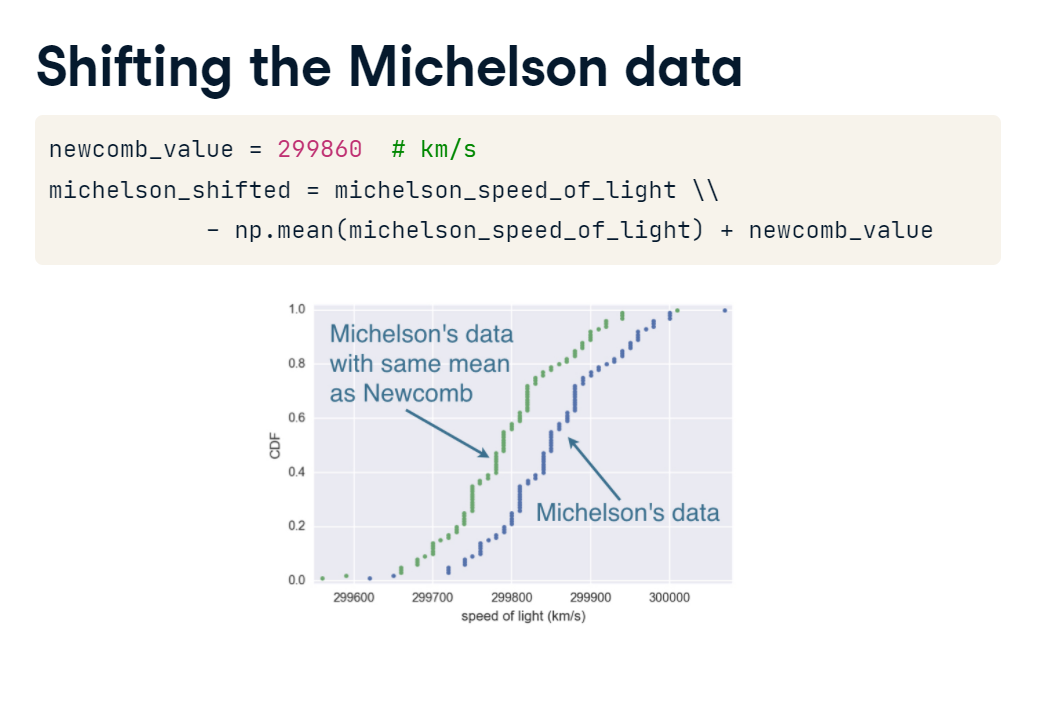 Shifting the Michelson data
newcomb_value = 299860  # km/s
michelson_shifted = michelson_speed_of_light \\
- np.mean(michelson_speed_of_light) + newcomb_value
1.0
Michelson's data
with same mean
as Newcomb
0.8
0.6
CDF
0.4
Michelson's data
0.2
0.0
299600 299700 299800 299900 300000
speed of light (km/s)